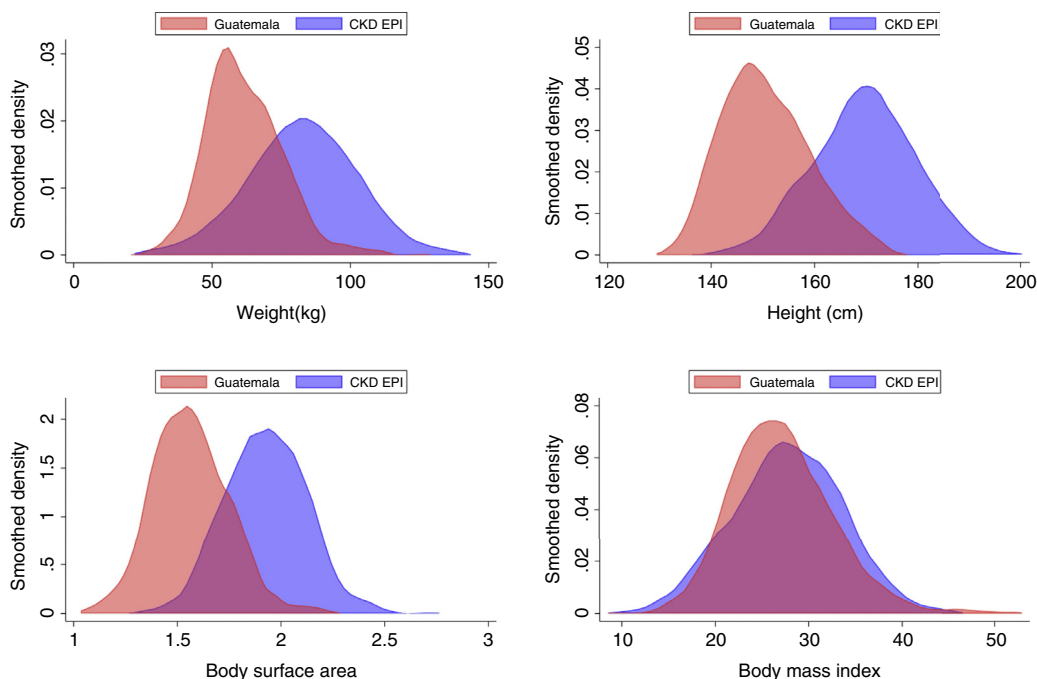 Guatemala CKD EPI
Smoothed density
.03
.02
.01
0
0 50 100 150
Weight(kg)
Guatemala CKD EPI
Smoothed density
.05
.04
.03
.02
.01
0
120 140 160 180 200
Height (cm)
Guatemala CKD EPI
Smoothed density
2
1.5
1
.5
0
1 1.5 2 2.5 3
Body surface area
Guatemala CKD EPI
Smoothed density
.08
.06
.04
.02
0
10 20 30 40 50
Body mass index